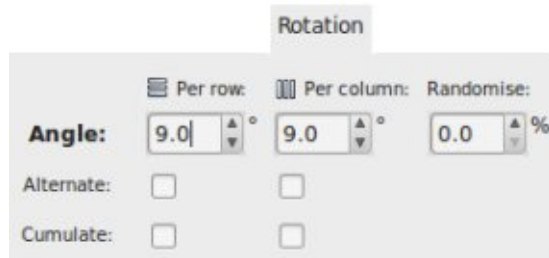 Rotation
Per row: Per column: Randomise:
Angle: 9.0 ° 9.0 ° 0.0 %
Alternate:
Cumulate: